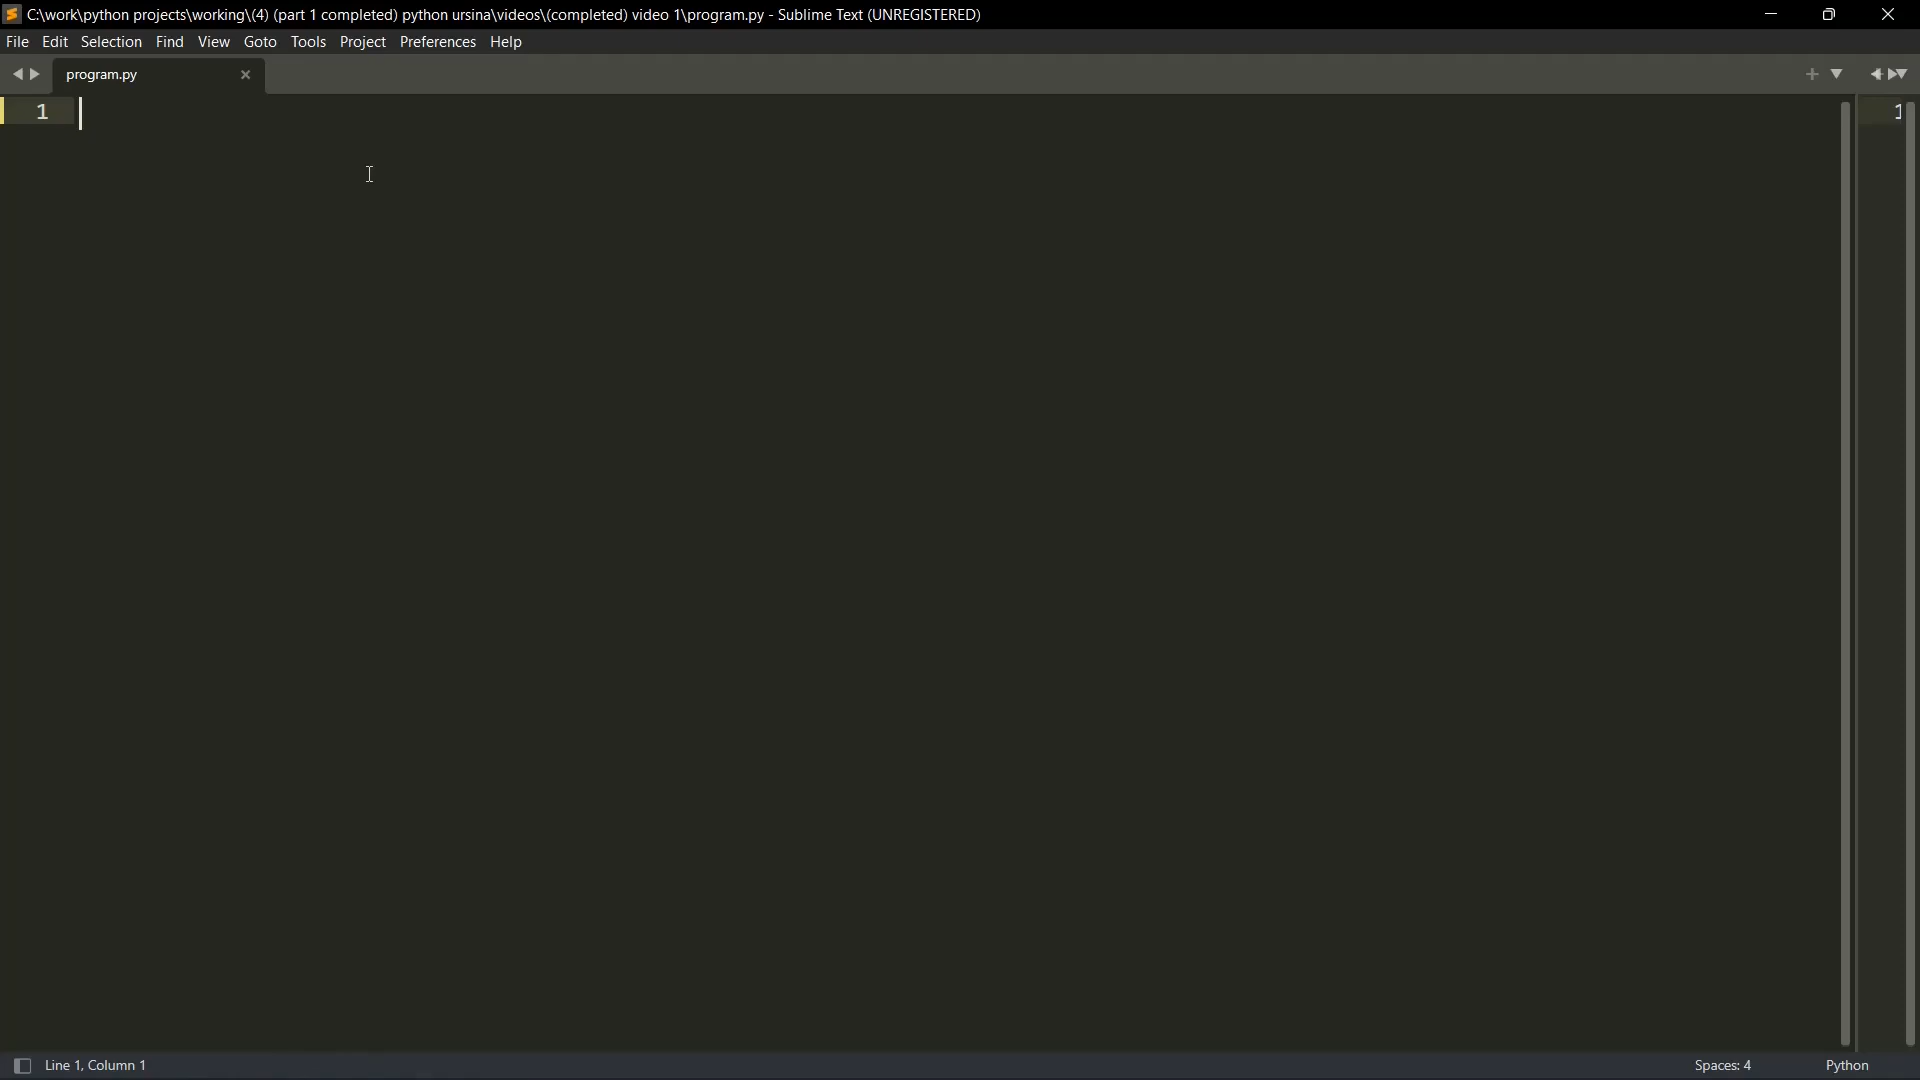 C:\work\python projects\working\(4) (part 1 completed) python ursina\videos\(completed) video 1\program.py - Sublime Text (UNREGISTERED)
File Edit Selection Find View Goto Tools Project Preferences Help
program.py
1
1
Line 1, Column 1
Spaces: 4
Python